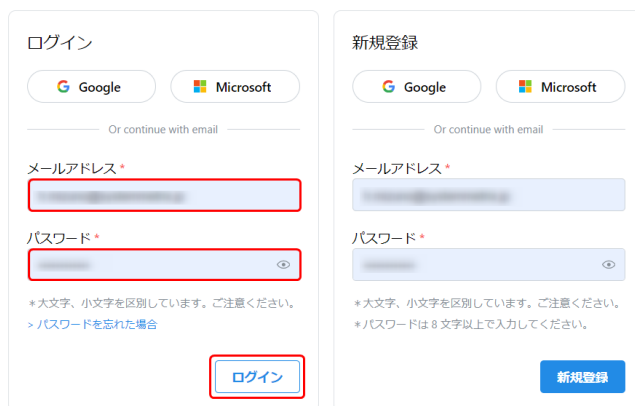 ログイン
Google
Microsoft
Or continue with email
メールアドレス *
パスワード *
*大文字、小文字を区別しています。ご注意ください。
> パスワードを忘れた場合
ログイン
新規登録
Google
Microsoft
Or continue with email
メールアドレス *
パスワード *
*大文字、小文字を区別しています。ご注意ください。
*パスワードは 8 文字以上で入力してください。
新規登録